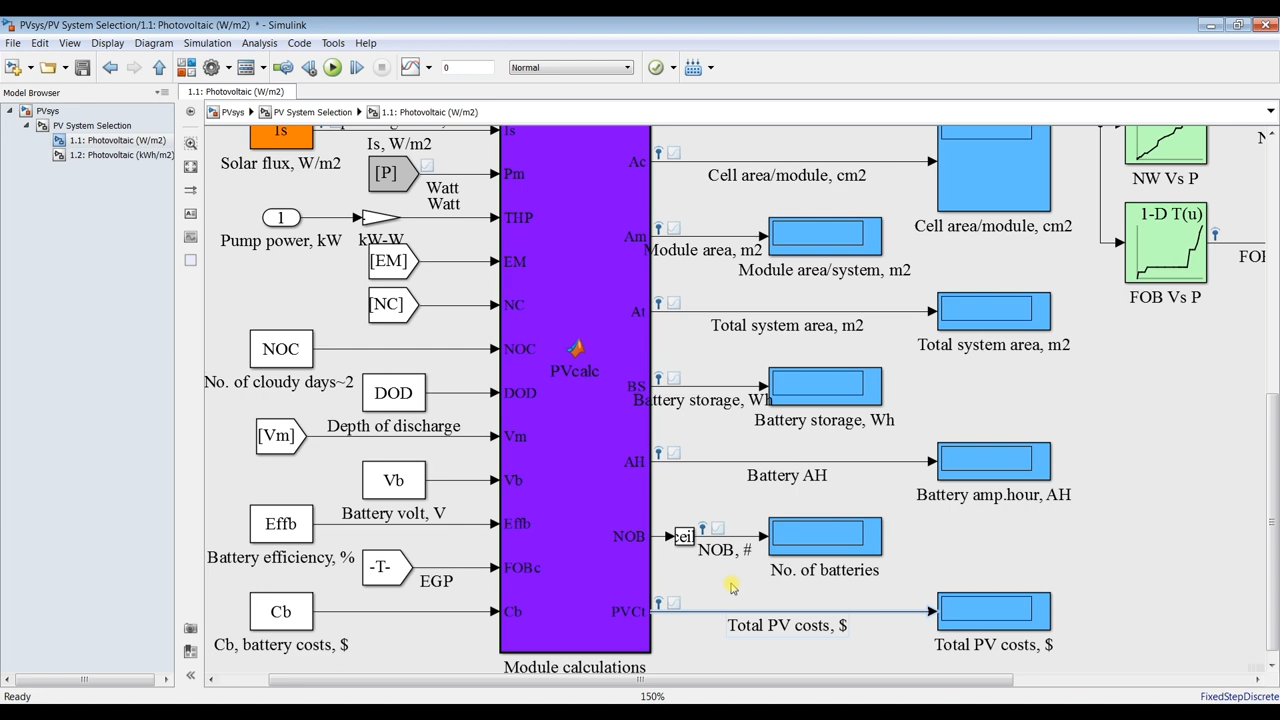 PVsys/PV System Selection/1.1: Photovoltaic (W/m2) * - Simulink
File Edit View Display Diagram Simulation Analysis Code Tools Help
0
Normal
Model Browser
PVsys
PV System Selection
1.1: Photovoltaic (W/m2)
1.2: Photovoltaic (kWh/m2)
1.1: Photovoltaic (W/m2)
PVsys PV System Selection 1.1: Photovoltaic (W/m2)
Is
Solar flux, W/m2
Is, W/m2
Is
[P]
Watt
Watt
Pm
1
Pump power, kW
kW-W
THP
[EM]
EM
[NC]
NC
NOC
No. of cloudy days~2
NOC
DOD
Depth of discharge
DOD
[Vm]
Vm
Vb
Battery volt, V
Vb
Effb
Battery efficiency, %
Effb
-T-
EGP
FOBc
Cb
Cb, battery costs, $
Cb
PVcalc
Module calculations
Ac
Cell area/module, cm2
Cell area/module, cm2
Am
Module area, m2
Module area/system, m2
At
Total system area, m2
Total system area, m2
BS
Battery storage, Wh
Battery storage, Wh
AH
Battery AH
Battery amp.hour, AH
NOB
ceil
NOB, #
No. of batteries
PVCt
Total PV costs, $
Total PV costs, $
NW Vs P
1-D T(u)
FOB Vs P
Ready
150%
FixedStepDiscrete